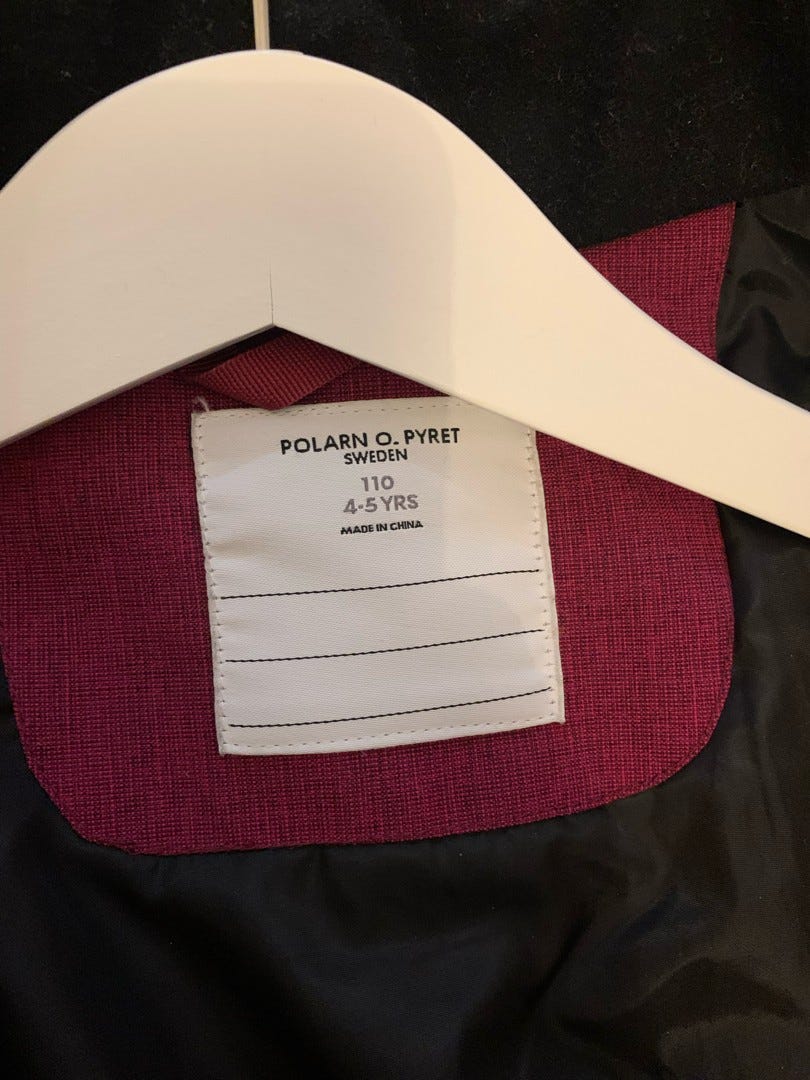 POLARN O. PYRET
SWEDEN
110
4-5 YRS
MADE IN CHINA